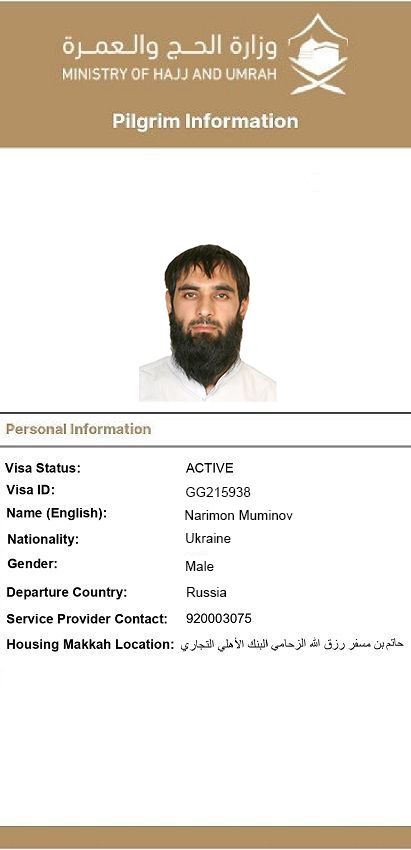 وزارة الحج والعمرة
MINISTRY OF HAJJ AND UMRAH
Pilgrim Information
Personal Information
Visa Status: ACTIVE
Visa ID: GG215938
Name (English): Narimon Muminov
Nationality: Ukraine
Gender: Male
Departure Country: Russia
Service Provider Contact: 920003075
Housing Makkah Location: حاتم بن مسفر رزق الله الزحامي البنك الأهلي التجاري